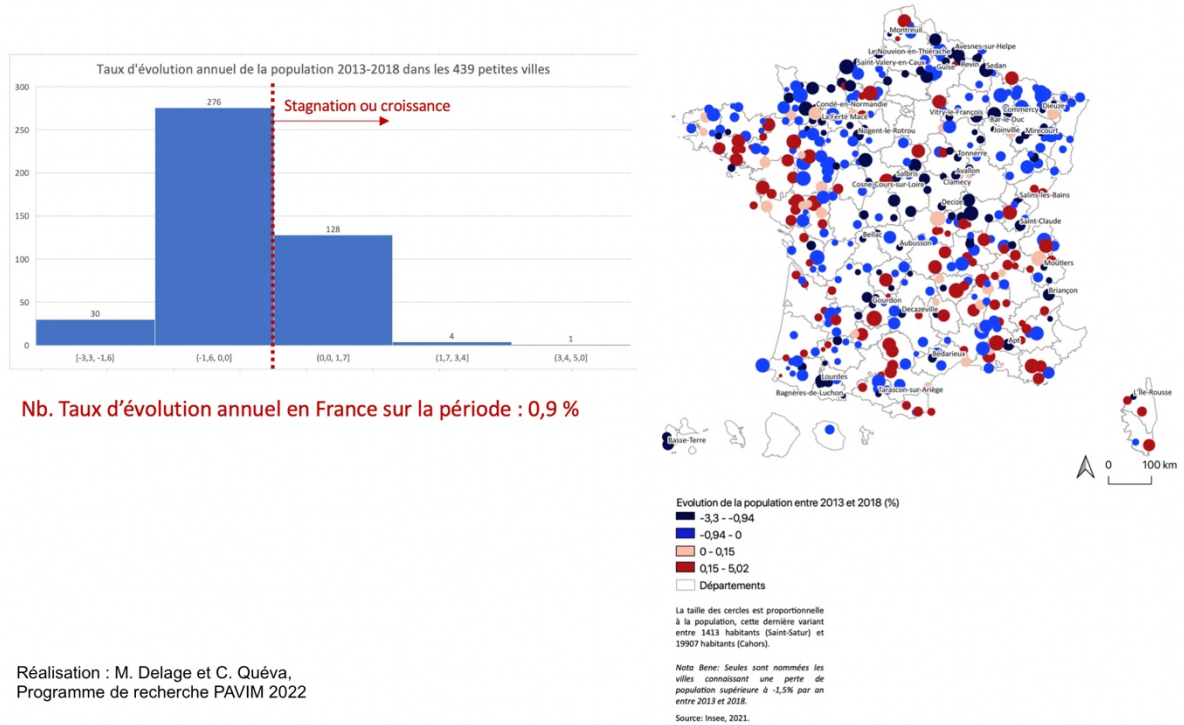 Taux d'évolution annuel de la population 2013-2018 dans les 439 petites villes
300
250
200
150
100
50
0
30
276
128
4
1
Stagnation ou croissance
[-3,3, -1,6]
(-1,6, 0,0]
(0,0, 1,7]
(1,7, 3,4]
(3,4, 5,0]
Nb. Taux d'évolution annuel en France sur la période : 0,9 %
Réalisation : M. Delage et C. Quéva,
Programme de recherche PAVIM 2022
Montreuil
Le Nouvion-en-Thiérache
Avesnes-sur-Helpe
Saint-Valery-en-Caux
Guise
Revin
Sedan
Condé-en-Normandie
La Ferté Macé
Vitry-le-François
Commercy
Dieuze
Bar-le-Duc
Nogent-le-Rotrou
Joinville
Mirecourt
Tonnerre
Salbris
Avallon
Cosne-Cours-sur-Loire
Clamecy
Salins-les-Bains
Decize
Saint-Claude
Bellac
Aubusson
Moûtiers
Briançon
Gourdon
Decazeville
Apt
Bédarieux
Lourdes
Bagnères-de-Luchon
Tarascon-sur-Ariège
L'Île-Rousse
Basse-Terre
0 100 km
Evolution de la population entre 2013 et 2018 (%)
-3,3 - -0,94
-0,94 - 0
0 - 0,15
0,15 - 5,02
Départements
La taille des cercles est proportionnelle
à la population, cette dernière variant
entre 1413 habitants (Saint-Satur) et
19907 habitants (Cahors).
Nota Bene: Seules sont nommées les
villes connaissant une perte de
population supérieure à -1,5% par an
entre 2013 et 2018.
Source: Insee, 2021.